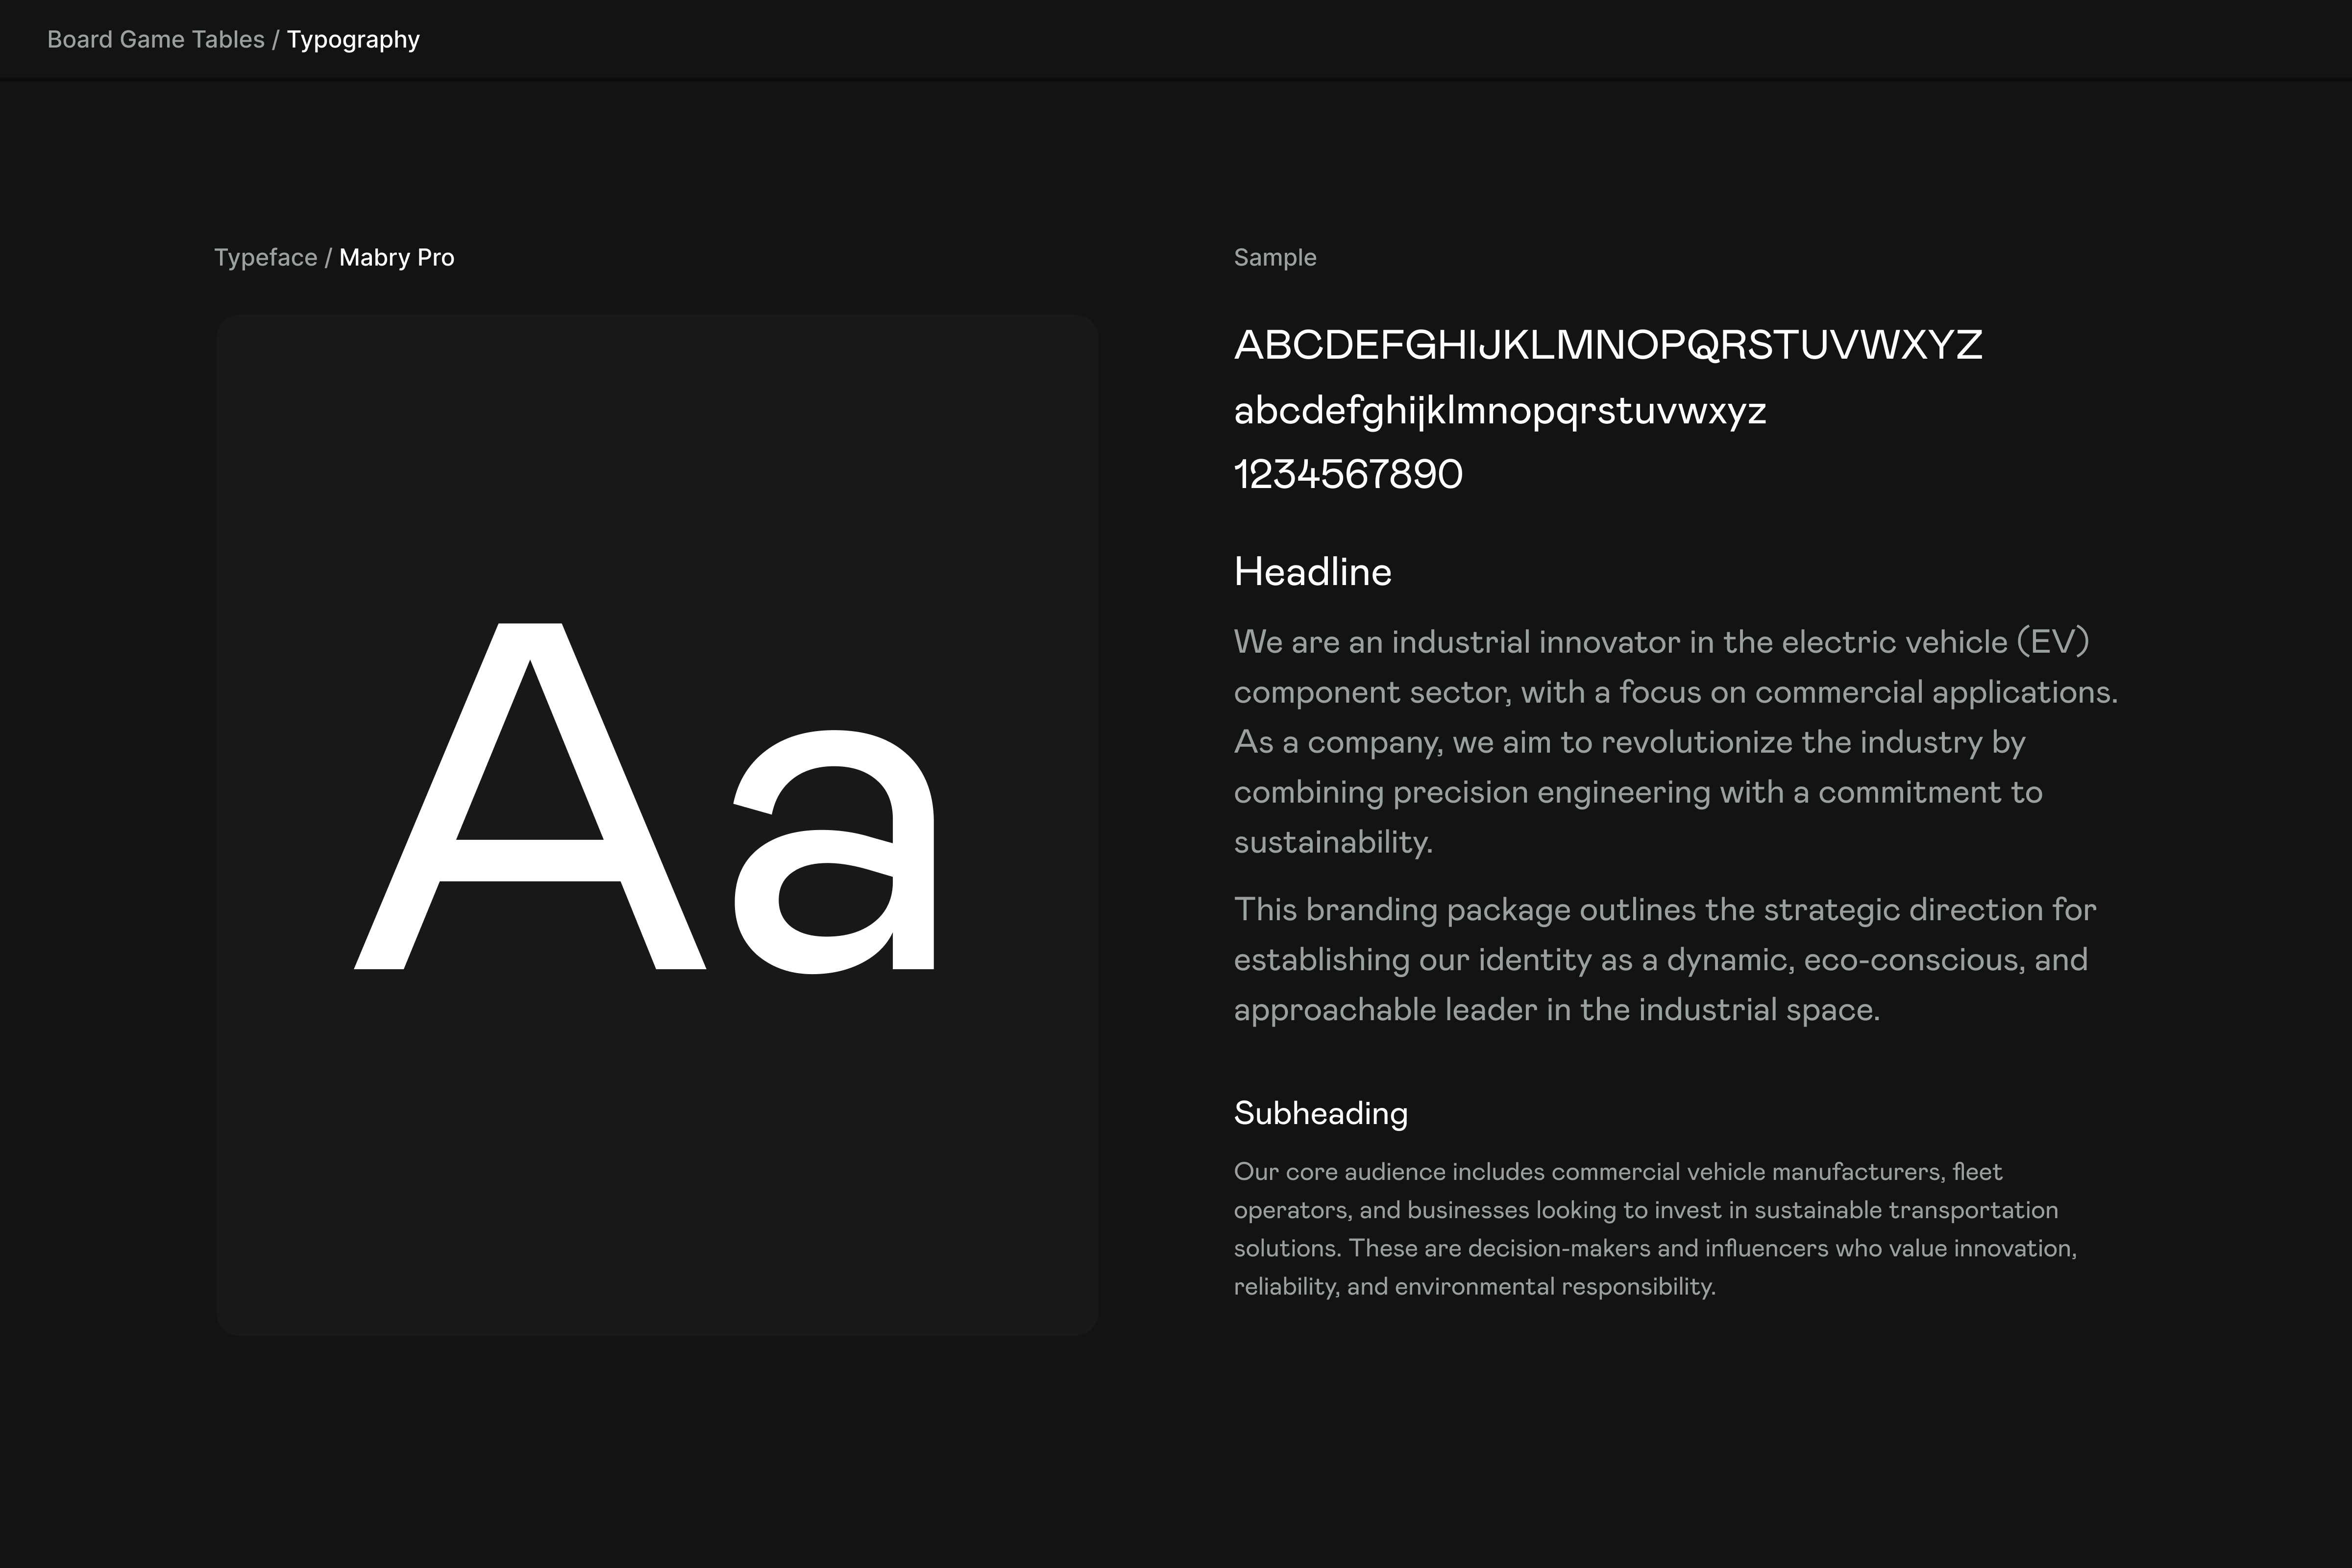 Board Game Tables / Typography
Typeface / Mabry Pro
Aa
Sample
ABCDEFGHIJKLMNOPQRSTUVWXYZ
abcdefghijklmnopqrstuvwxyz
1234567890
Headline
We are an industrial innovator in the electric vehicle (EV)
component sector, with a focus on commercial applications.
As a company, we aim to revolutionize the industry by
combining precision engineering with a commitment to
sustainability.
This branding package outlines the strategic direction for
establishing our identity as a dynamic, eco-conscious, and
approachable leader in the industrial space.
Subheading
Our core audience includes commercial vehicle manufacturers, fleet
operators, and businesses looking to invest in sustainable transportation
solutions. These are decision-makers and influencers who value innovation,
reliability, and environmental responsibility.